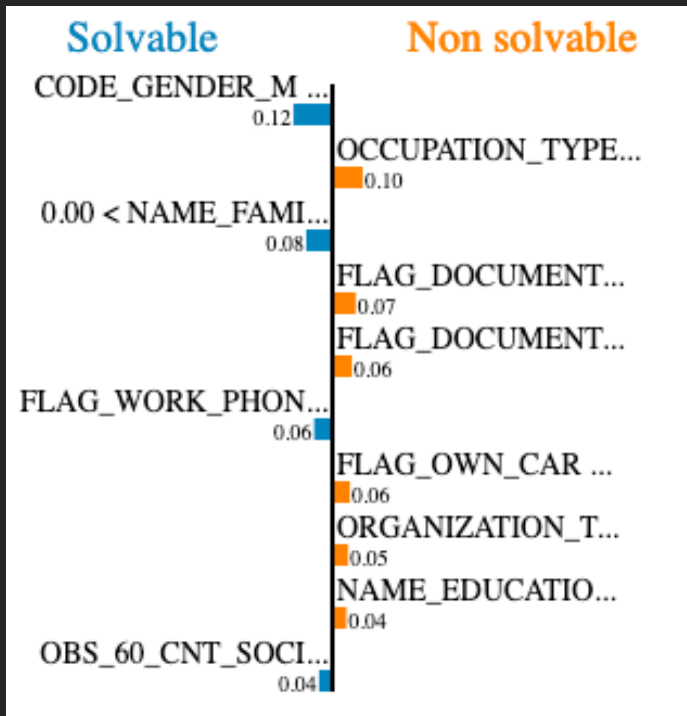 Solvable Non solvable
CODE_GENDER_M ...
0.12
OCCUPATION_TYPE...
0.10
0.00 < NAME_FAMI...
0.08
FLAG_DOCUMENT...
0.07
FLAG_DOCUMENT...
0.06
FLAG_WORK_PHON...
0.06
FLAG_OWN_CAR ...
0.06
ORGANIZATION_T...
0.05
NAME_EDUCATIO...
0.04
OBS_60_CNT_SOCI...
0.04